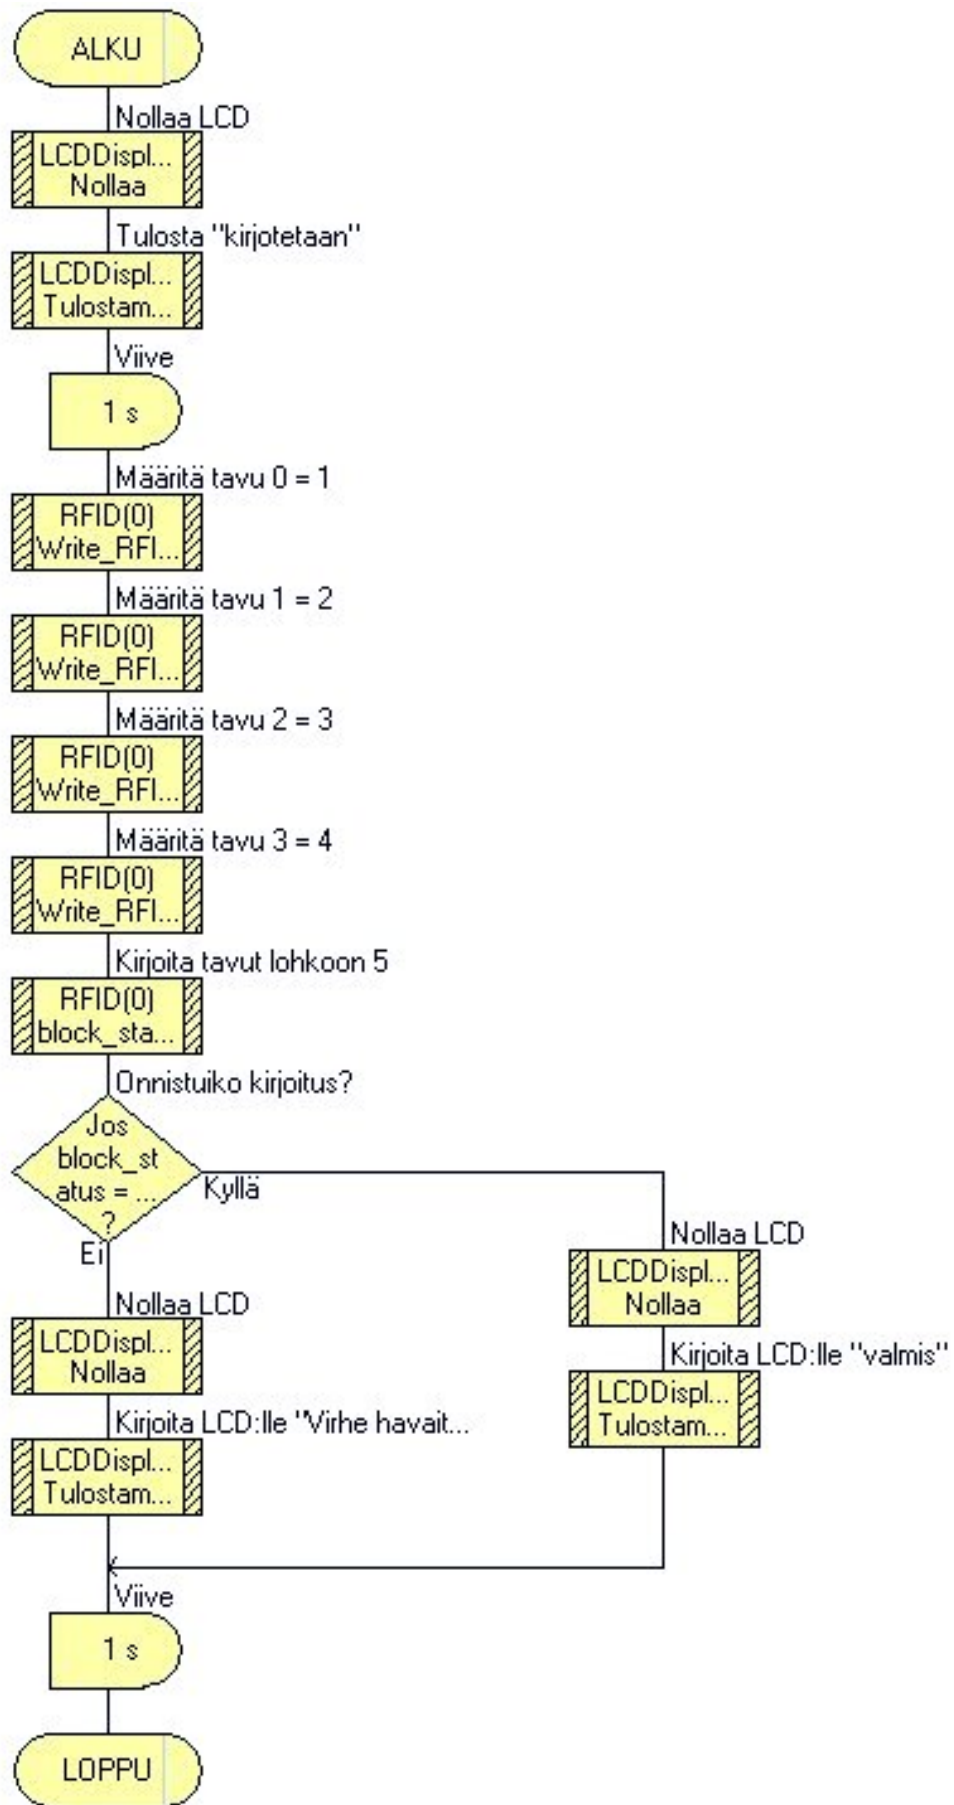 ALKU
Nollaa LCD
LCDDispl...
Nollaa
Tulosta "kirjotetaan"
LCDDispl...
Tulostam...
Viive
1 s
Määritä tavu 0 = 1
RFID(0)
Write_RFI...
Määritä tavu 1 = 2
RFID(0)
Write_RFI...
Määritä tavu 2 = 3
RFID(0)
Write_RFI...
Määritä tavu 3 = 4
RFID(0)
Write_RFI...
Kirjoita tavut lohkoon 5
RFID(0)
block_sta...
Onnistuiko kirjoitus?
Jos
block_st
atus = ...
?
Kyllä
Ei
Nollaa LCD
LCDDispl...
Nollaa
Kirjoita LCD:lle "Virhe havait...
LCDDispl...
Tulostam...
Nollaa LCD
LCDDispl...
Nollaa
Kirjoita LCD:lle "valmis"
LCDDispl...
Tulostam...
Viive
1 s
LOPPU